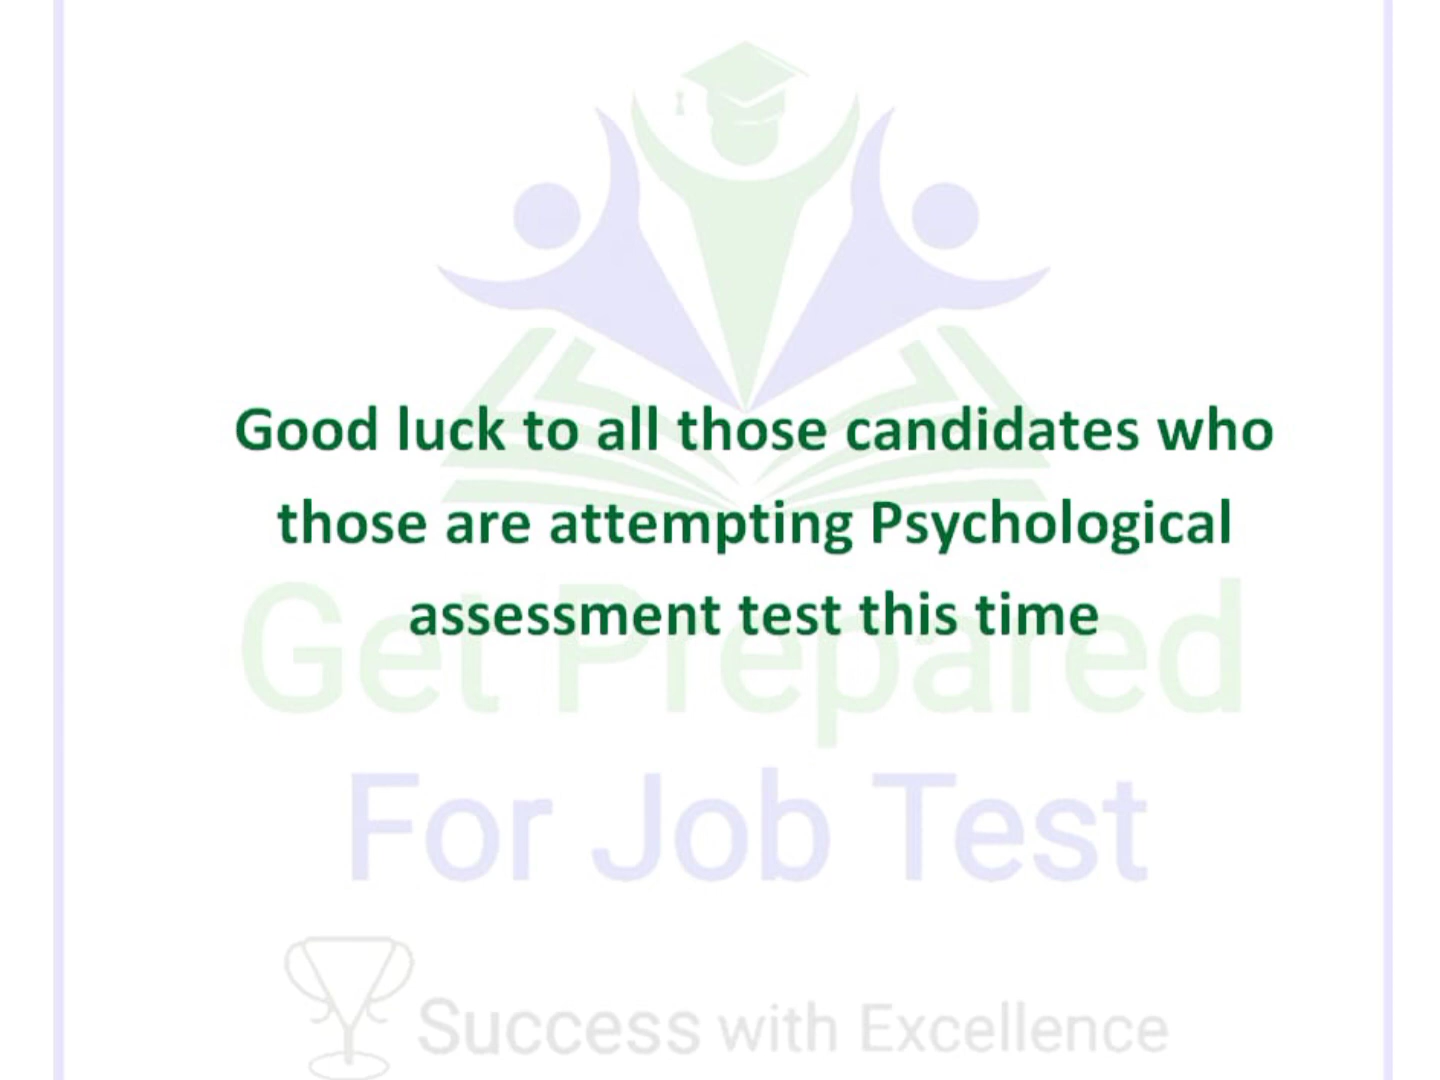 Good luck to all those candidates who
those are attempting Psychological
assessment test this time
Get Prepared
For Job Test
Success with Excellence